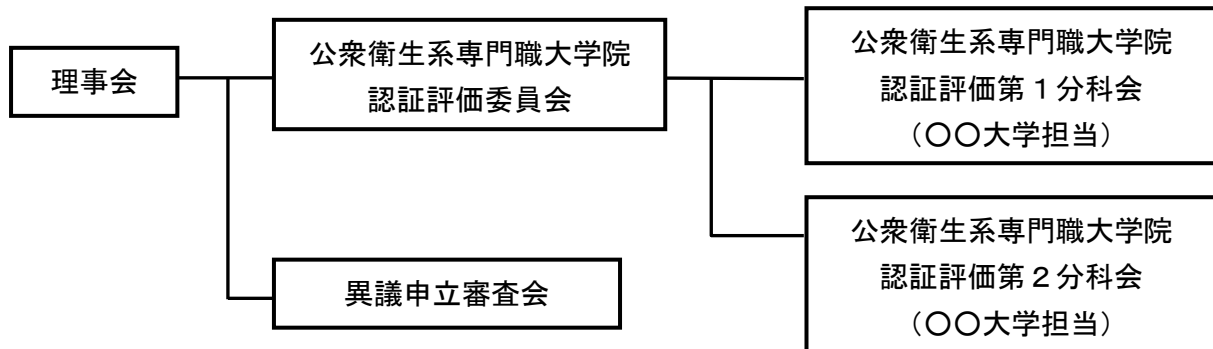 理事会
公衆衛生系専門職大学院
認証評価委員会
異議申立審査会
公衆衛生系専門職大学院
認証評価第１分科会
（〇〇大学担当）
公衆衛生系専門職大学院
認証評価第２分科会
（〇〇大学担当）